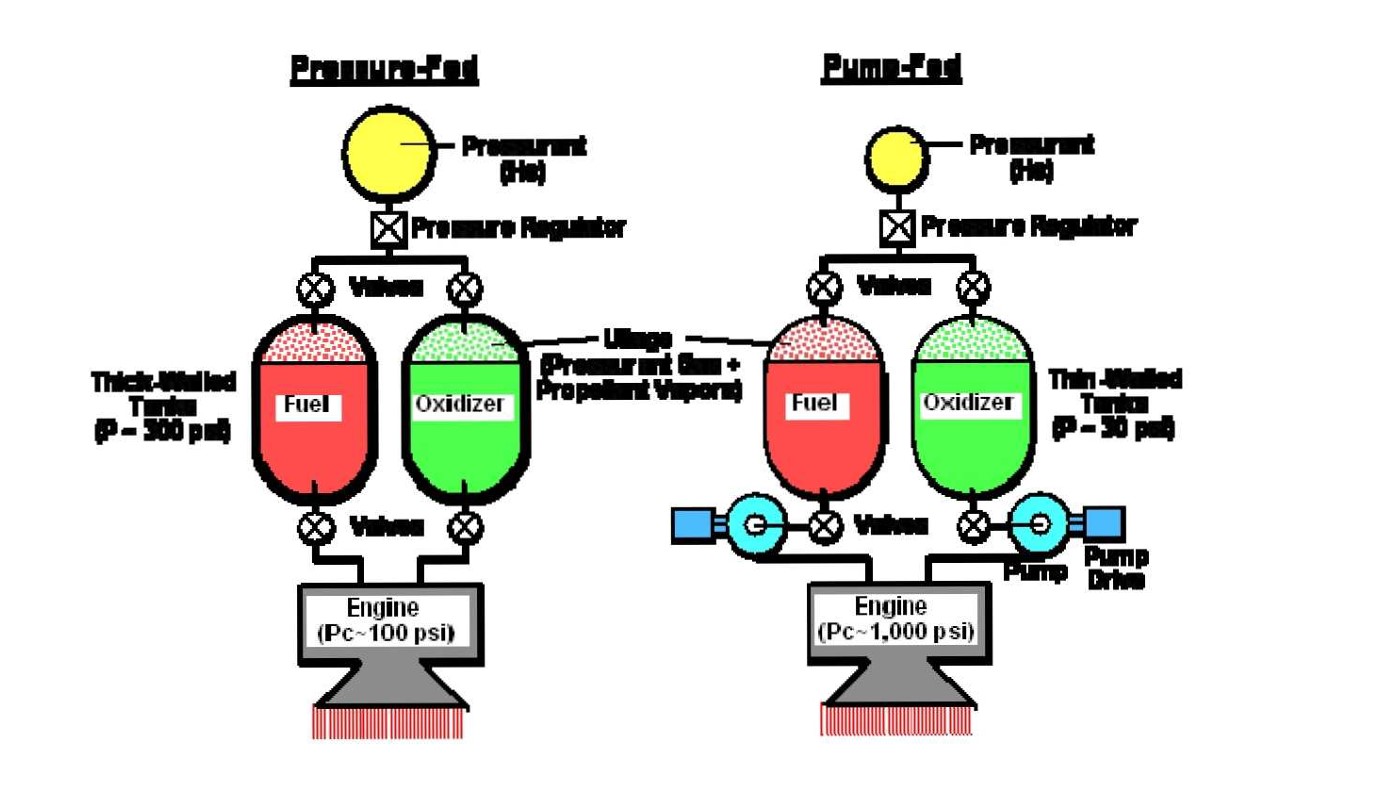 Pressure-Fed
Pump-Fed
Pressurant
(He)
Pressurant
(He)
Pressure Regulator
Pressure Regulator
Valves
Valves
Ullage
(Pressurant Gas +
Propellant Vapors)
Thick-Walled
Tanks
(P ~ 300 psi)
Fuel
Oxidizer
Fuel
Oxidizer
Thin-Walled
Tanks
(P ~ 30 psi)
Valves
Valves
Pump
Pump
Drive
Engine
(Pc~100 psi)
Engine
(Pc~1,000 psi)